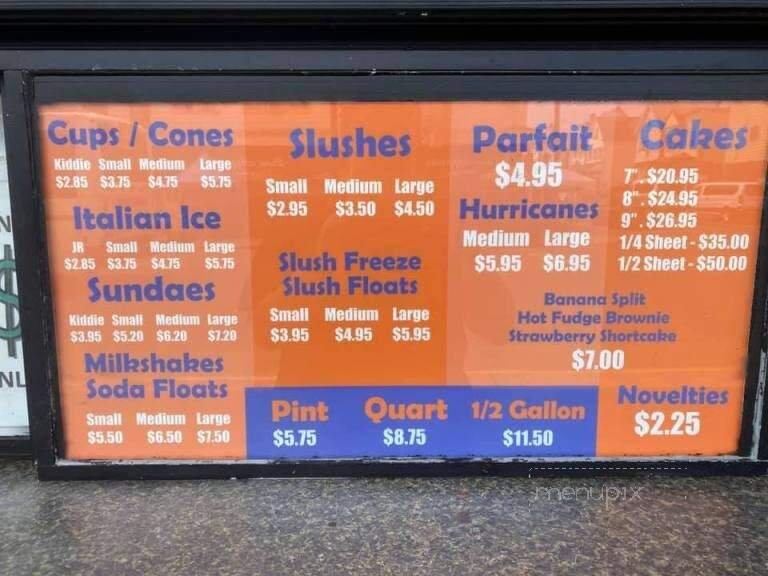 Cups / Cones
Kiddie Small Medium Large
$2.85 $3.75 $4.75 $5.75
Italian Ice
JR Small Medium Large
$2.85 $3.75 $4.75 $5.75
Sundaes
Kiddie Small Medium Large
$3.95 $5.20 $6.20 $7.20
Milkshakes
Soda Floats
Small Medium Large
$5.50 $6.50 $7.50
Slushes
Small Medium Large
$2.95 $3.50 $4.50
Slush Freeze
Slush Floats
Small Medium Large
$3.95 $4.95 $5.95
Parfait
$4.95
Hurricanes
Medium Large
$5.95 $6.95
Cakes
7". $20.95
8". $24.95
9". $26.95
1/4 Sheet - $35.00
1/2 Sheet - $50.00
Banana Split
Hot Fudge Brownie
Strawberry Shortcake
$7.00
Pint Quart 1/2 Gallon
$5.75 $8.75 $11.50
Novelties
$2.25
menupix